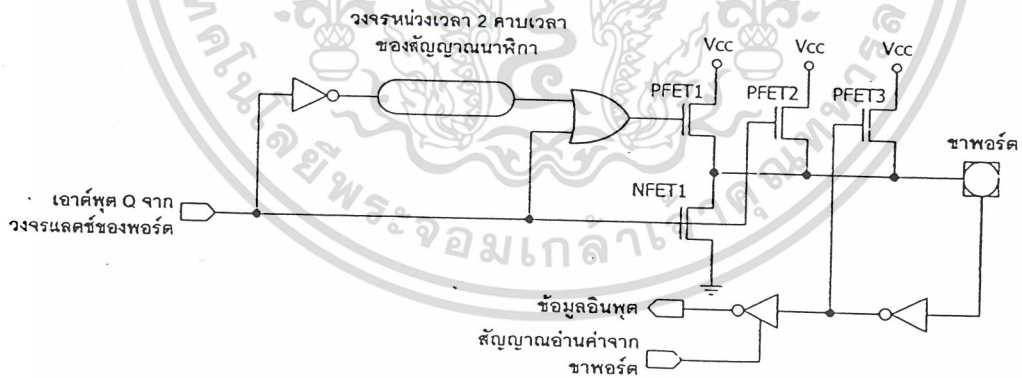 วงจรหน่วงเวลา 2 คาบเวลา
ของสัญญาณนาฬิกา
Vcc
Vcc
Vcc
PFET1
PFET2
PFET3
ขาพอร์ต
NFET1
เอาต์พุต Q จาก
วงจรแลตช์ของพอร์ต
ข้อมูลอินพุต
สัญญาณอ่านค่าจาก
ขาพอร์ต